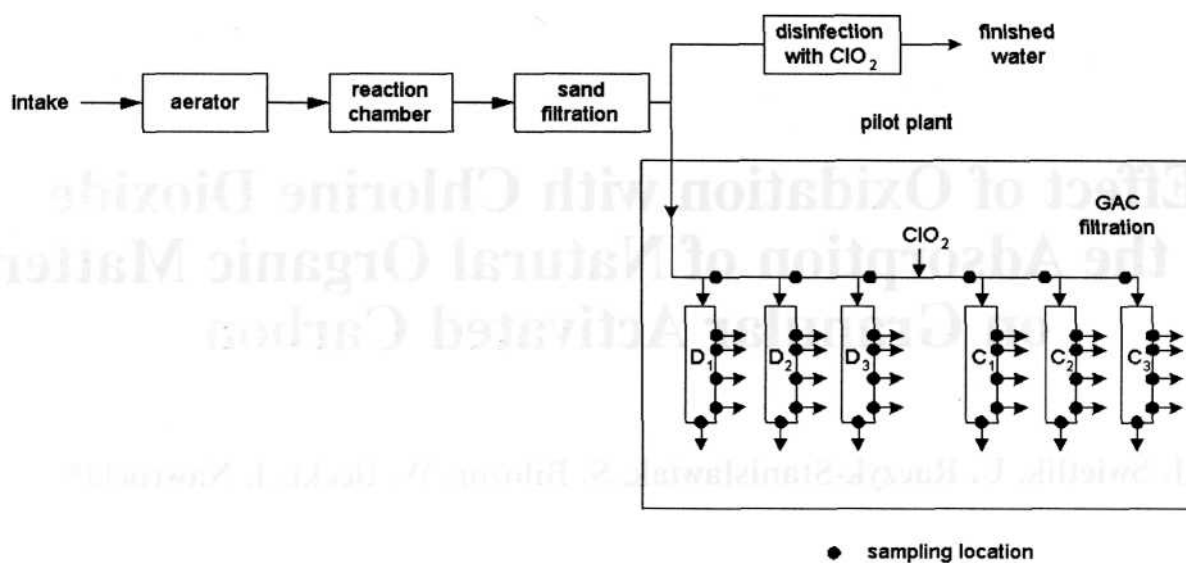 disinfection
with ClO2
finished
water
intake
aerator
reaction
chamber
sand
filtration
pilot plant
Effect of Oxidation with Chlorine Dioxide
the Adsorption of Natural Organic Matter
on Granular Activated Carbon
GAC
filtration
ClO2
D1
D2
D3
C1
C2
C3
sampling location